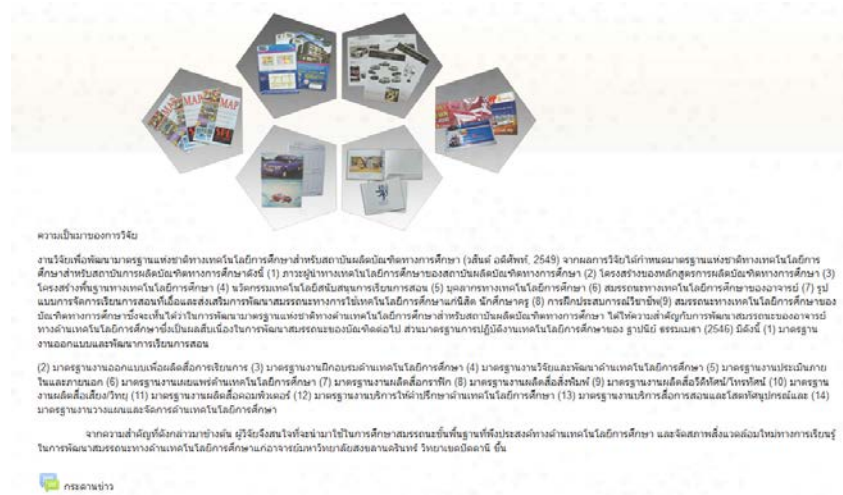 MAP
MAP
ความเป็นมาของการวิจัย
งานวิจัยเพื่อพัฒนามาตรฐานแห่งชาติทางเทคโนโลยีการศึกษาสำหรับสถาบันผลิตบัณฑิตทางการศึกษา (วสันต์ อติศัพท์, 2549) จากผลการวิจัยได้กำหนดมาตรฐานแห่งชาติทางเทคโนโลยีการ
ศึกษาสำหรับสถาบันการผลิตบัณฑิตทางการศึกษาดังนี้ (1) ภาวะผู้นำทางเทคโนโลยีการศึกษาของสถาบันผลิตบัณฑิตทางการศึกษา (2) โครงสร้างของหลักสูตรการผลิตบัณฑิตทางการศึกษา (3)
โครงสร้างพื้นฐานทางเทคโนโลยีการศึกษา (4) นวัตกรรมเทคโนโลยีสนับสนุนการเรียนการสอน (5) บุคลากรทางเทคโนโลยีการศึกษา (6) สมรรถนะทางเทคโนโลยีการศึกษาของอาจารย์ (7) รูป
แบบการจัดการเรียนการสอนที่เอื้อและส่งเสริมการพัฒนาสมรรถนะทางการใช้เทคโนโลยีการศึกษาแก่นิสิต นักศึกษาครู (8) การฝึกประสบการณ์วิชาชีพ(9) สมรรถนะทางเทคโนโลยีการศึกษาของ
บัณฑิตทางการศึกษาซึ่งจะเห็นได้ว่าในการพัฒนามาตรฐานแห่งชาติทางด้านเทคโนโลยีการศึกษา สำหรับสถาบันผลิตบัณฑิตทางการศึกษา ได้ให้ความสำคัญกับการพัฒนาสมรรถนะของอาจารย์
ทางด้านเทคโนโลยีการศึกษาซึ่งเป็นผลสืบเนื่องในการพัฒนาสมรรถนะของบัณฑิตต่อไป ส่วนมาตรฐานการปฏิบัติงานเทคโนโลยีการศึกษาของ ฐาปนีย์ ธรรมเมธา (2546) มีดังนี้ (1) มาตรฐาน
งานออกแบบและพัฒนาการเรียนการสอน
(2) มาตรฐานงานออกแบบเพื่อผลิตสื่อการเรียนการ (3) มาตรฐานงานฝึกอบรมด้านเทคโนโลยีการศึกษา (4) มาตรฐานงานวิจัยและพัฒนาด้านเทคโนโลยีการศึกษา (5) มาตรฐานงานประเมินภาย
ในและภายนอก (6) มาตรฐานงานเผยแพร่ด้านเทคโนโลยีการศึกษา (7) มาตรฐานงานผลิตสื่อกราฟิก (8) มาตรฐานงานผลิตสื่อสิ่งพิมพ์ (9) มาตรฐานงานผลิตสื่อวีดิทัศน์/โทรทัศน์ (10) มาตรฐาน
งานผลิตสื่อเสียง/วิทยุ (11) มาตรฐานงานผลิตสื่อคอมพิวเตอร์ (12) มาตรฐานงานบริการให้คำปรึกษาด้านเทคโนโลยีการศึกษา (13) มาตรฐานงานบริการสื่อการสอนและโสตทัศนูปกรณ์และ (14)
มาตรฐานงานวางแผนและจัดการด้านเทคโนโลยีการศึกษา
จากความสำคัญที่ดังกล่าวมาข้างต้น ผู้วิจัยจึงสนใจที่จะนำมาใช้ในการศึกษาสมรรถนะขั้นพื้นฐานที่พึงประสงค์ทางด้านเทคโนโลยีการศึกษา และจัดสภาพสิ่งแวดล้อมใหม่ทางการเรียนรู้
ในการพัฒนาสมรรถนะทางด้านเทคโนโลยีการศึกษาแก่อาจารย์มหาวิทยาลัยสงขลานครินทร์ วิทยาเขตปัตตานี ขึ้น
กระดานข่าว